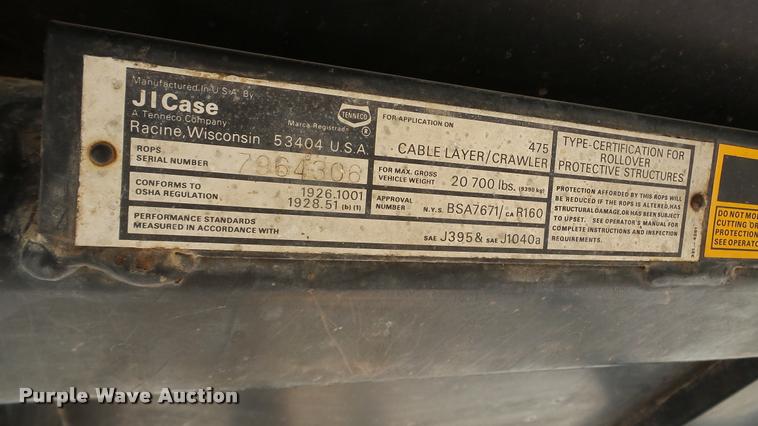 Manufactured In U.S.A. By
JI Case
A Tenneco Company
Racine, Wisconsin 53404 U.S.A.
Marca Registrada
TENNECO
®
ROPS
SERIAL NUMBER 7964306
CONFORMS TO
OSHA REGULATION
1926.1001
1928.51 (b) (1)
PERFORMANCE STANDARDS
MEASURED IN ACCORDANCE WITH
SAE J395 & SAE J1040a
FOR APPLICATION ON
475
CABLE LAYER/CRAWLER
FOR MAX. GROSS
VEHICLE WEIGHT
20 700 lbs. (9390 kg)
APPROVAL
NUMBER
N.Y.S. BSA7671/ CA R160
TYPE-CERTIFICATION FOR
ROLLOVER
PROTECTIVE STRUCTURES
PROTECTION AFFORDED BY THIS ROPS WILL
BE REDUCED IF THE ROPS IS ALTERED, HAS
STRUCTURAL DAMAGE, OR HAS BEEN SUBJECT
TO UPSET. SEE OPERATOR'S MANUAL FOR
COMPLETE INSTRUCTIONS AND INSPECTION
REQUIREMENTS.
DO NOT
CUTTING OR
PROTECTION
SEE OPERATO
Purple Wave Auction